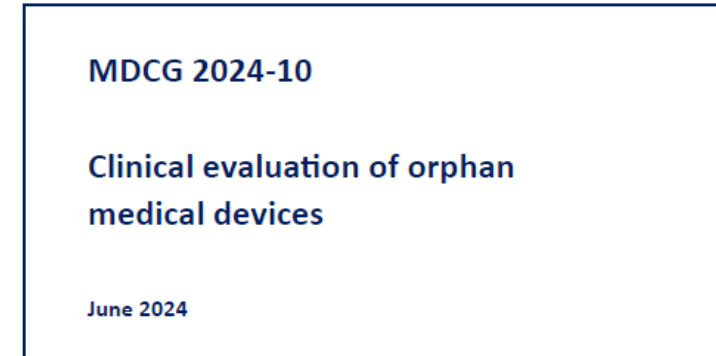 MDCG 2024-10
Clinical evaluation of orphan
medical devices
June 2024